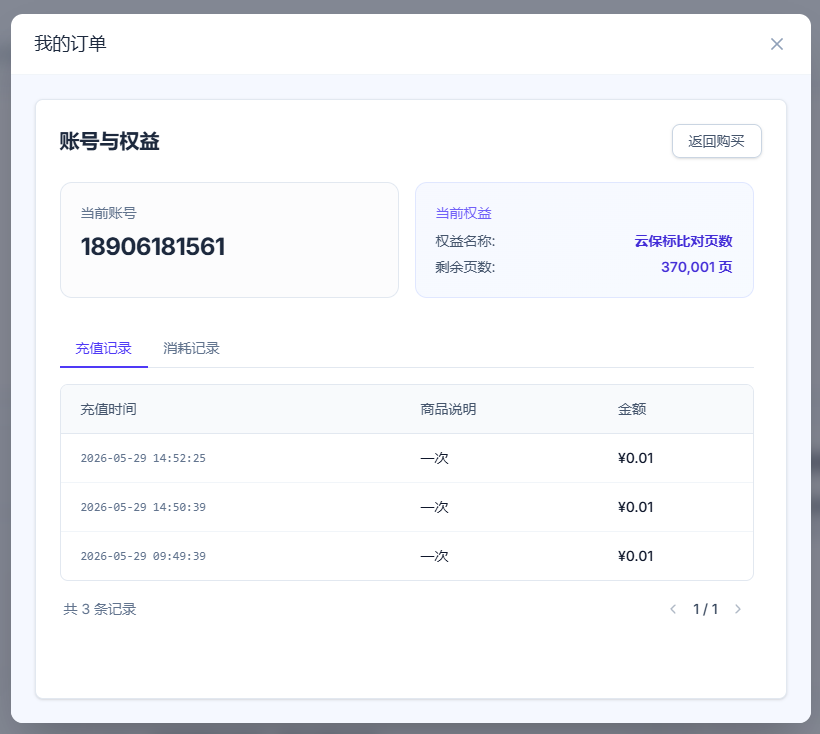 我的订单
账号与权益
返回购买
当前账号
18906181561
当前权益
权益名称: 云保标比对页数
剩余页数: 370,001 页
充值记录 消耗记录
充值时间 商品说明 金额
2026-05-29 14:52:25 一次 ¥0.01
2026-05-29 14:50:39 一次 ¥0.01
2026-05-29 09:49:39 一次 ¥0.01
共 3 条记录 1 / 1